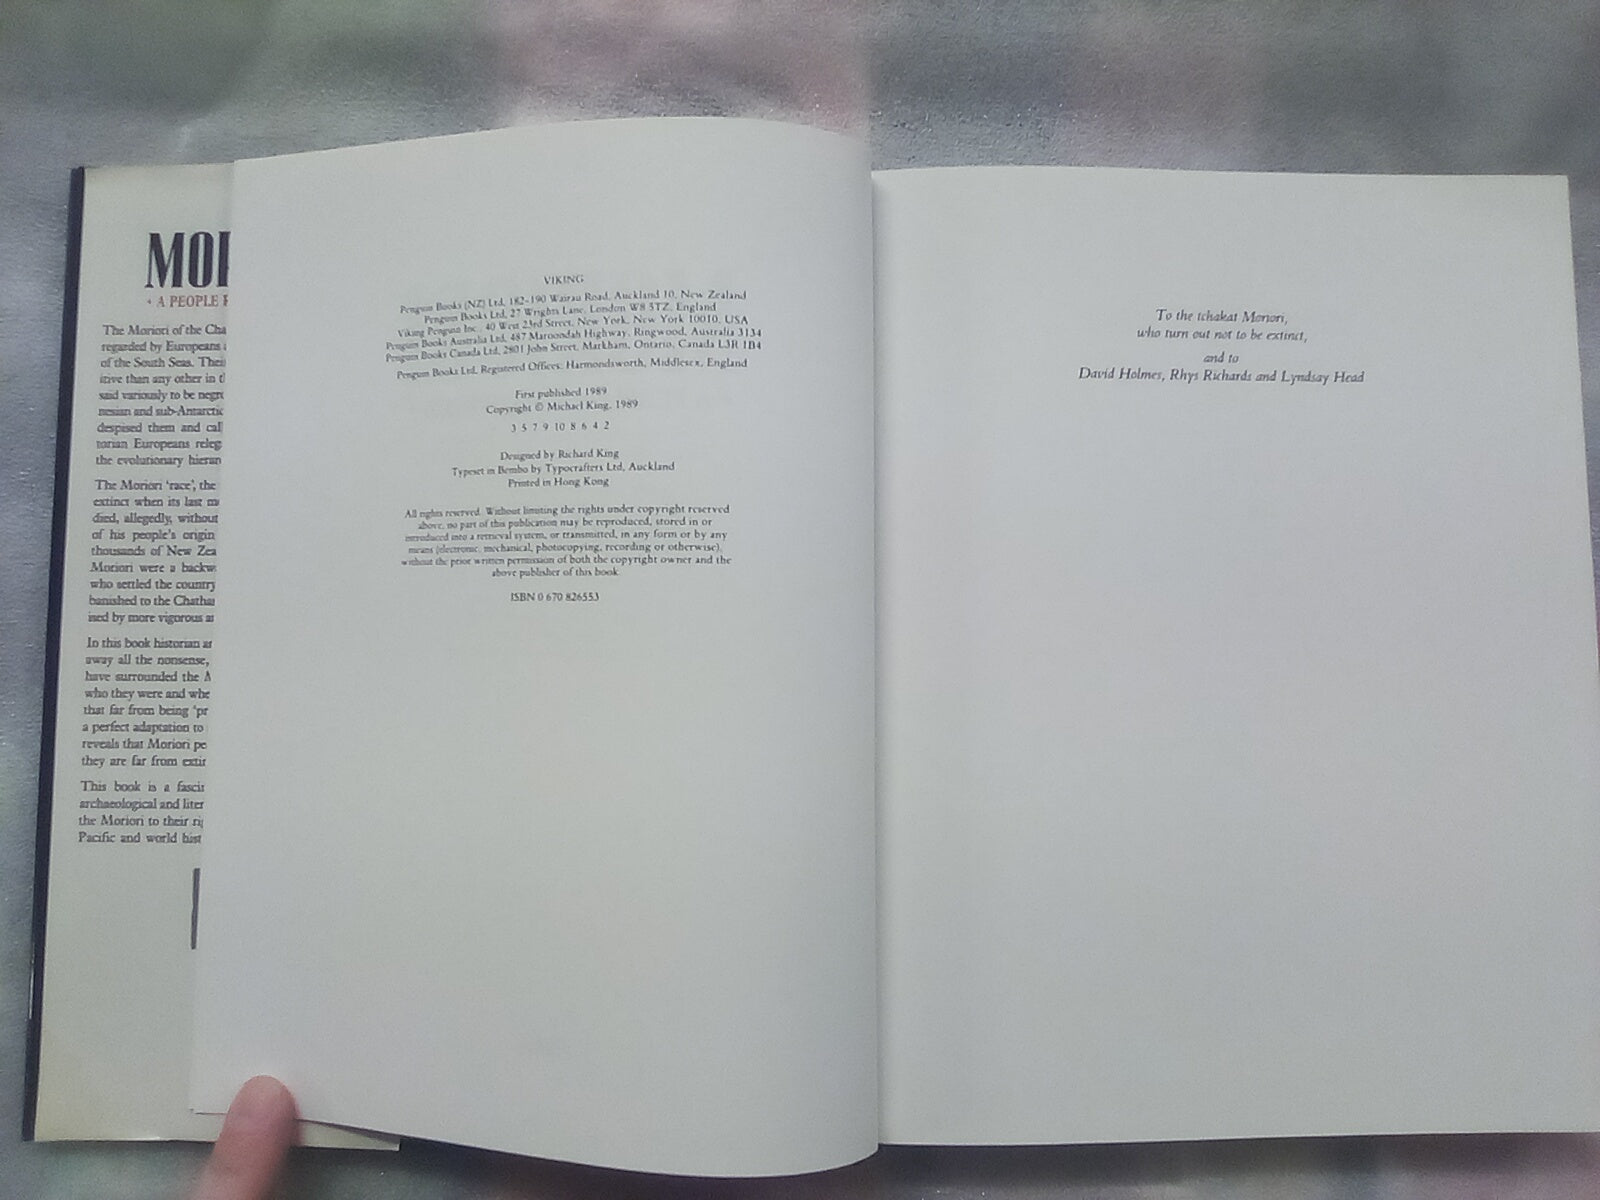 MOR
• A PEOPLE R
The Moriori of the Cha
regarded by Europeans
of the South Seas. Thei
itive than any other in t
said variously to be negr
nesian and sub-Antarctic
despised them and cal
torian Europeans releg
the evolutionary hierar
The Moriori 'race', the
extinct when its last m
died, allegedly, without
of his people's origin
thousands of New Zea
Moriori were a backw
who settled the country
banished to the Chatha
ised by more vigorous a
In this book historian a
away all the nonsense,
have surrounded the M
who they were and whe
that far from being 'pr
a perfect adaptation to
reveals that Moriori pe
they are far from extin
This book is a fascin
archaeological and liter
the Moriori to their ri
Pacific and world hist
VIKING
Penguin Books (NZ) Ltd, 182–190 Wairau Road, Auckland 10, New Zealand
Penguin Books Ltd, 27 Wrights Lane, London W8 5TZ, England
Viking Penguin Inc., 40 West 23rd Street, New York, New York 10010, USA
Penguin Books Australia Ltd, 487 Maroondah Highway, Ringwood, Australia 3134
Penguin Books Canada Ltd, 2801 John Street, Markham, Ontario, Canada L3R 1B4
Penguin Books Ltd, Registered Offices: Harmondsworth, Middlesex, England
First published 1989
Copyright © Michael King, 1989
3 5 7 9 10 8 6 4 2
Designed by Richard King
Typeset in Bembo by Typocrafters Ltd, Auckland
Printed in Hong Kong
All rights reserved. Without limiting the rights under copyright reserved
above, no part of this publication may be reproduced, stored in or
introduced into a retrieval system, or transmitted, in any form or by any
means (electronic, mechanical, photocopying, recording or otherwise),
without the prior written permission of both the copyright owner and the
above publisher of this book.
ISBN 0 670 826553
To the tchakat Moriori,
who turn out not to be extinct,
and to
David Holmes, Rhys Richards and Lyndsay Head